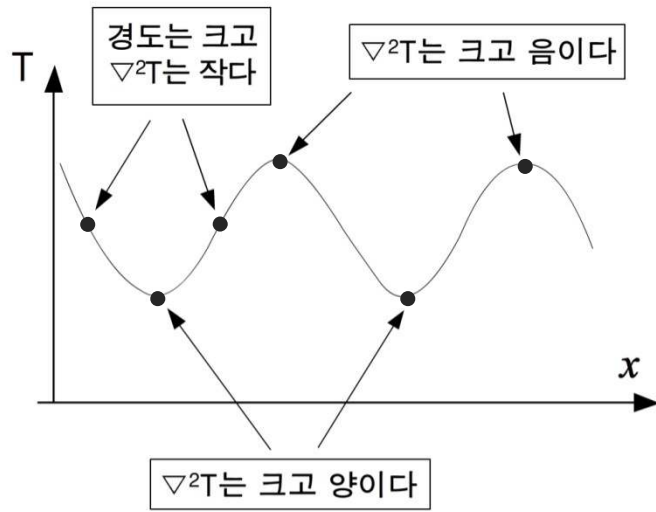 경도는 크고
▽²T는 작다
▽²T는 크고 음이다
T
x
▽²T는 크고 양이다